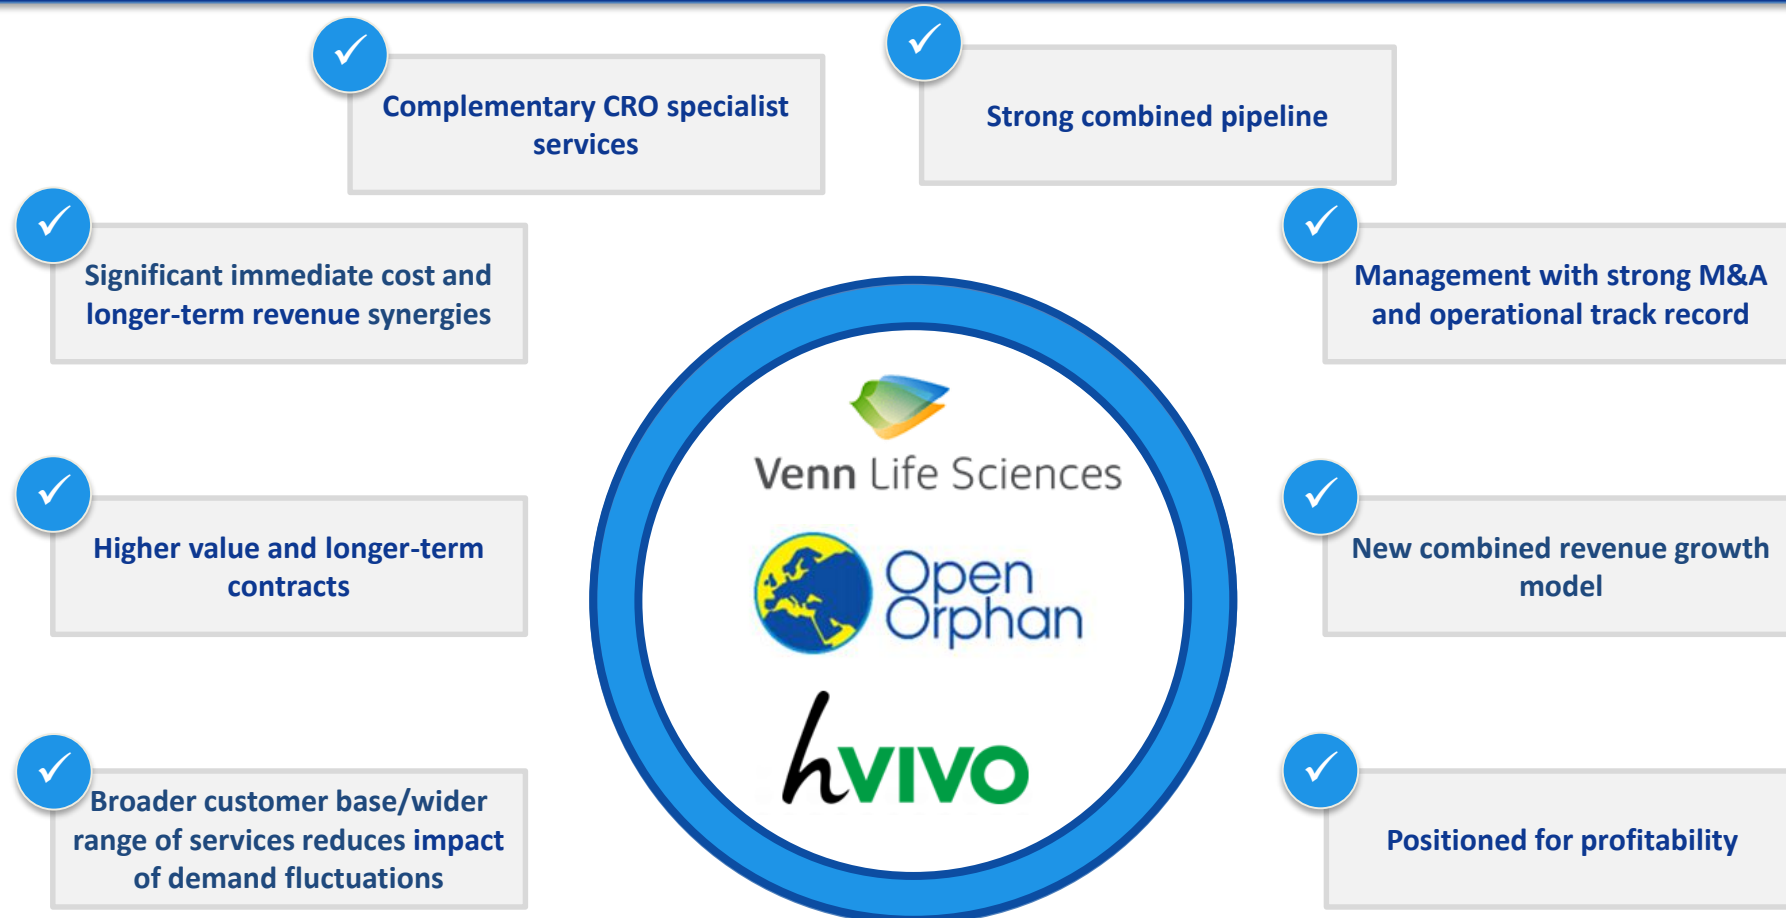 Complementary CRO specialist
services
Strong combined pipeline
Significant immediate cost and
longer-term revenue synergies
Management with strong M&A
and operational track record
Venn Life Sciences
Higher value and longer-term
contracts
New combined revenue growth
model
Open
Orphan
hVIVO
Broader customer base/wider
range of services reduces impact
of demand fluctuations
Positioned for profitability